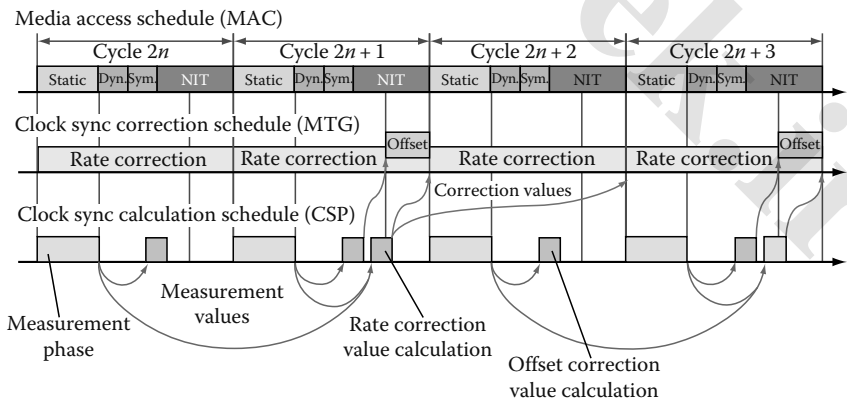 Media access schedule (MAC)
Cycle 2n Cycle 2n + 1 Cycle 2n + 2 Cycle 2n + 3
Static Dyn. Sym. NIT Static Dyn. Sym. NIT Static Dyn. Sym. NIT Static Dyn. Sym. NIT
Clock sync correction schedule (MTG)
Offset Offset
Rate correction Rate correction Rate correction Rate correction
Correction values
Clock sync calculation schedule (CSP)
Measurement
values
Measurement
phase
Rate correction
value calculation
Offset correction
value calculation